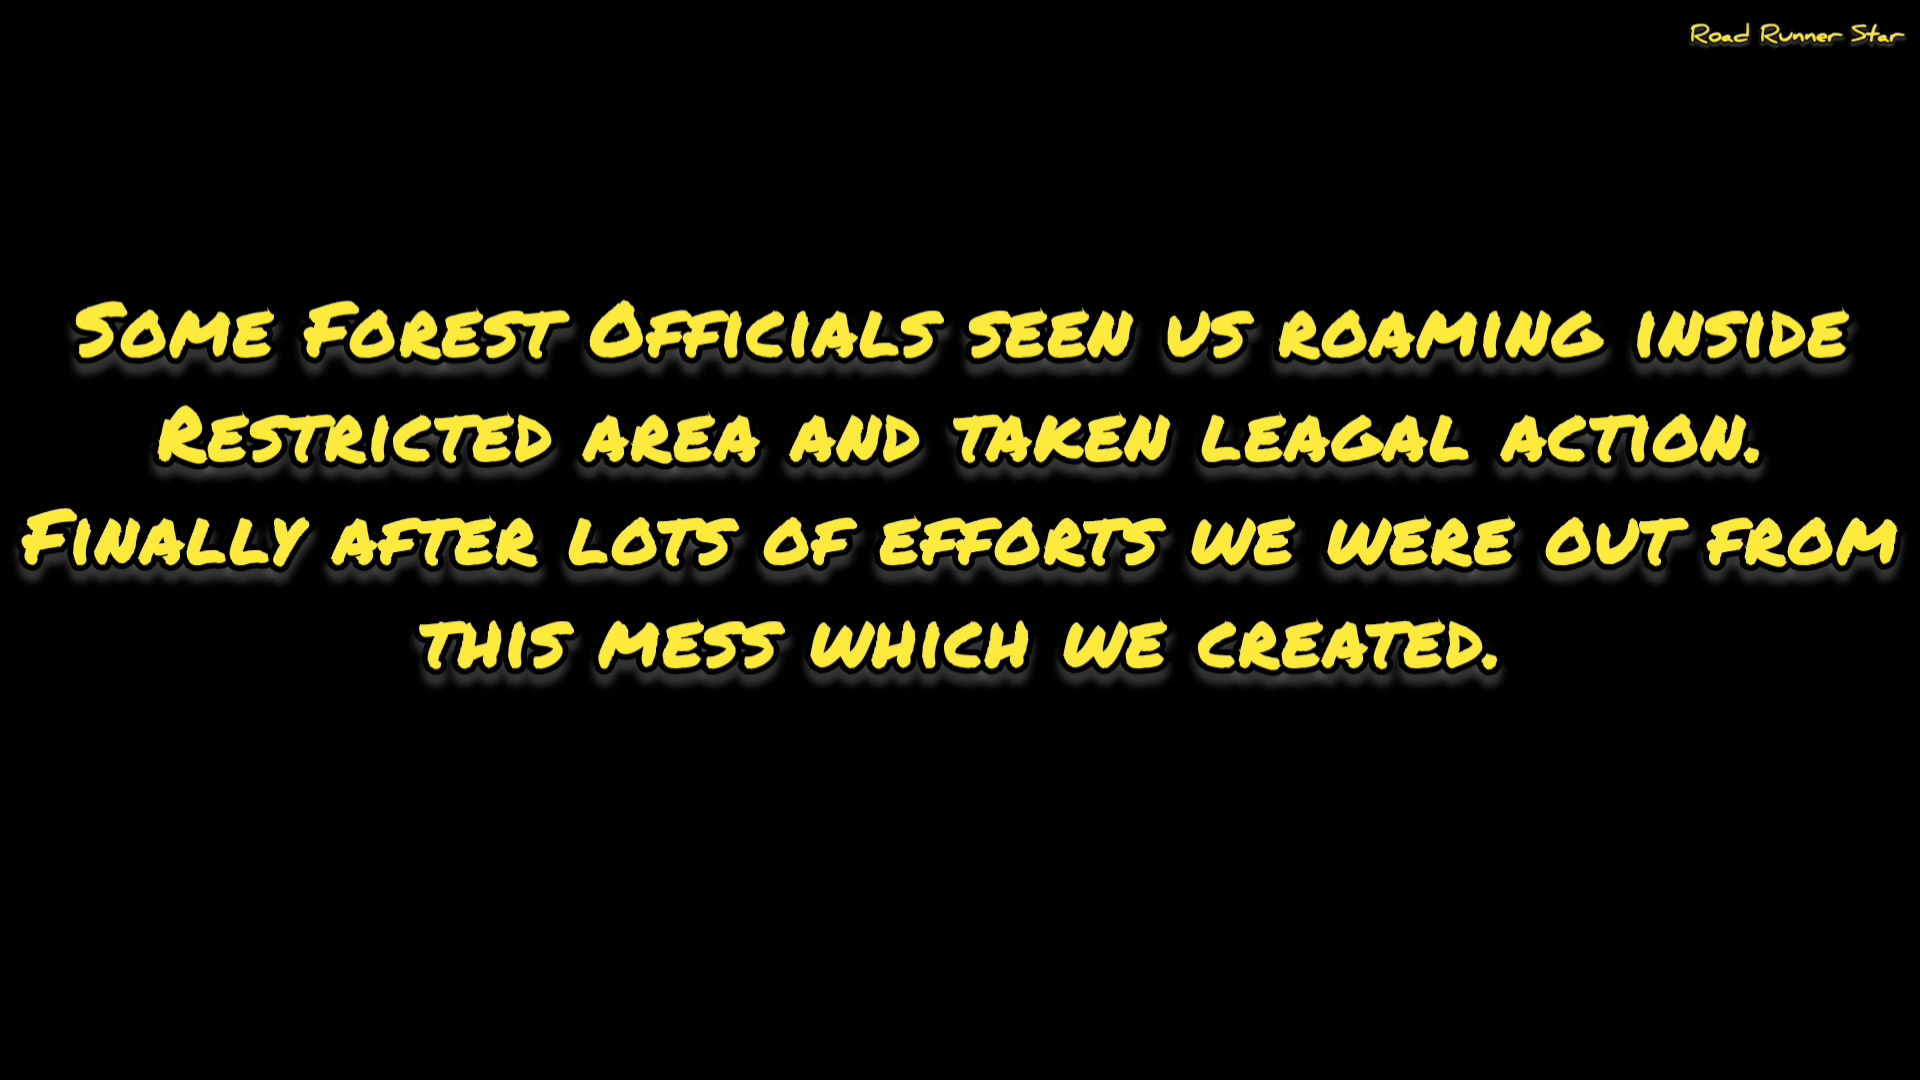 Road Runner Star
Some Forest Officials seen us roaming inside
Restricted area and taken leagal action.
Finally after lots of efforts we were out from
this mess which we created.